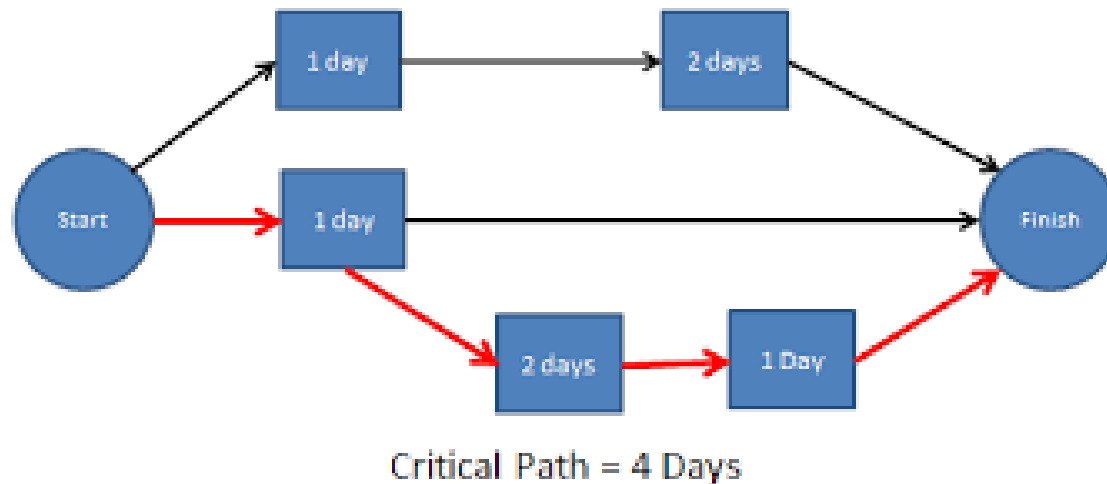 1 day
2 days
Start
1 day
Finish
2 days
1 Day
Critical Path = 4 Days